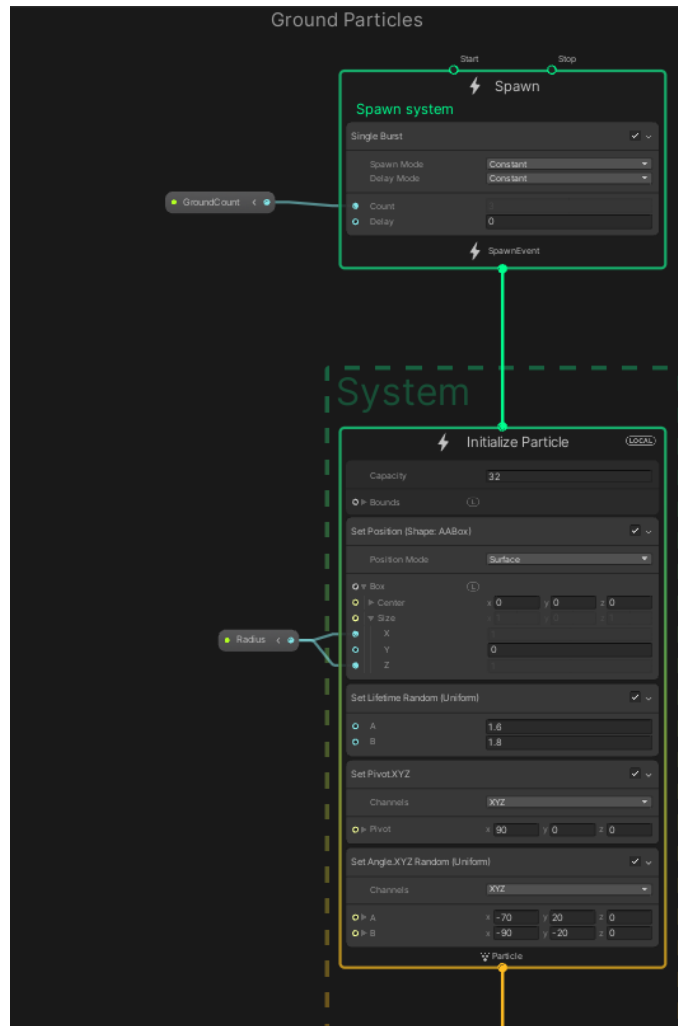 Ground Particles
Start Stop
Spawn
Spawn system
Single Burst
Spawn Mode Constant
Delay Mode Constant
GroundCount
Count
Delay 0
SpawnEvent
System
Initialize Particle (LOCAL)
Capacity 32
Bounds L
Set Position (Shape: AABox)
Position Mode Surface
Box L
Center x 0 y 0 z 0
Size x y 0 z
Radius
X
Y 0
Z
Set Lifetime Random (Uniform)
A 1.6
B 1.8
Set Pivot.XYZ
Channels XYZ
Pivot x 90 y 0 z 0
Set Angle.XYZ Random (Uniform)
Channels XYZ
A x -70 y 20 z 0
B x -90 y -20 z 0
Particle